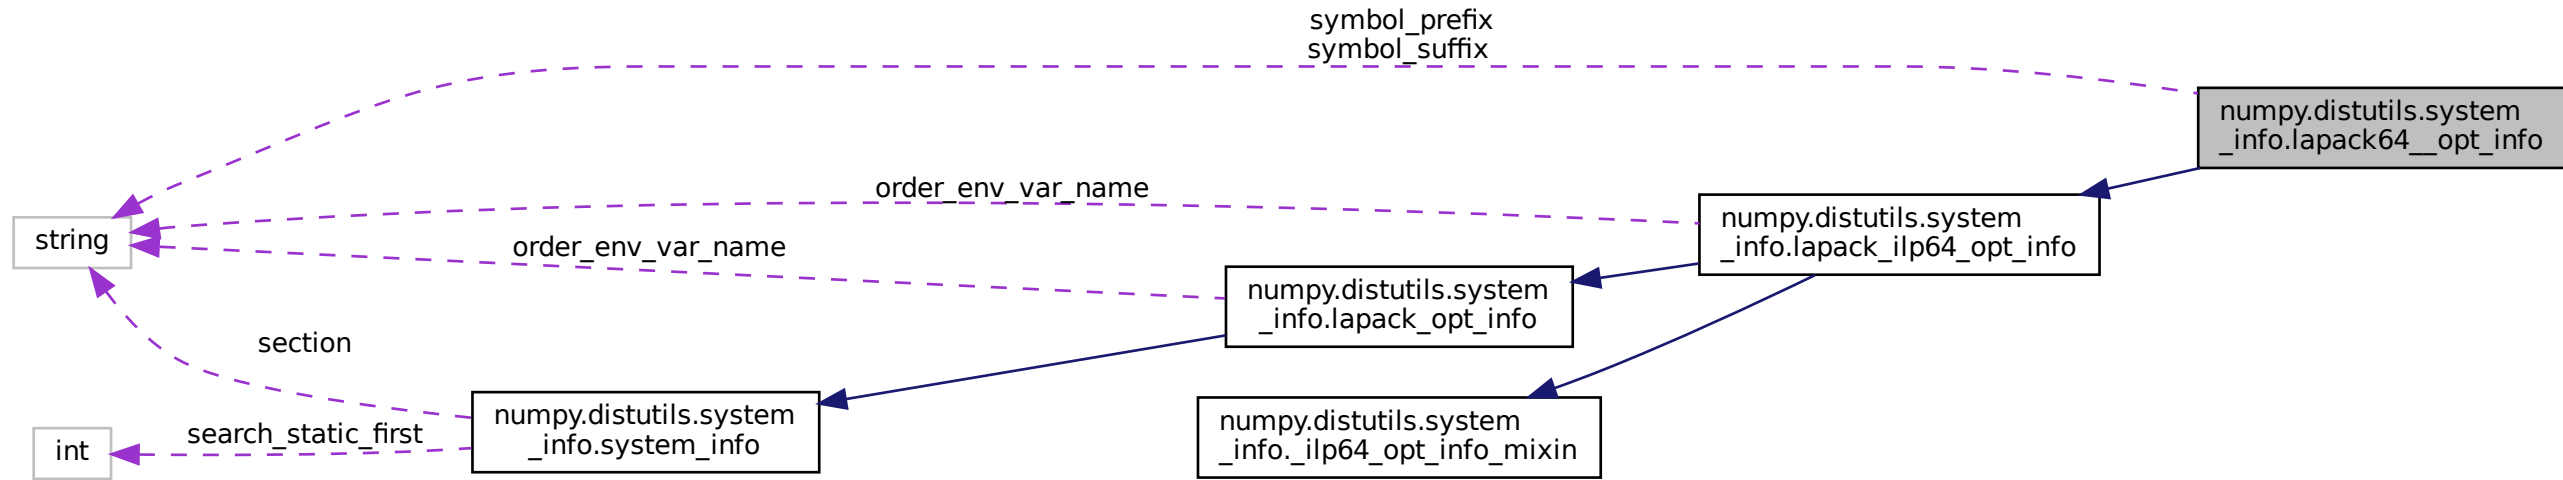 symbol_prefix
symbol_suffix
numpy.distutils.system
_info.lapack64__opt_info
order_env_var_name
numpy.distutils.system
_info.lapack_ilp64_opt_info
string
order_env_var_name
numpy.distutils.system
_info.lapack_opt_info
section
numpy.distutils.system
_info.system_info
search_static_first
int
numpy.distutils.system
_info._ilp64_opt_info_mixin